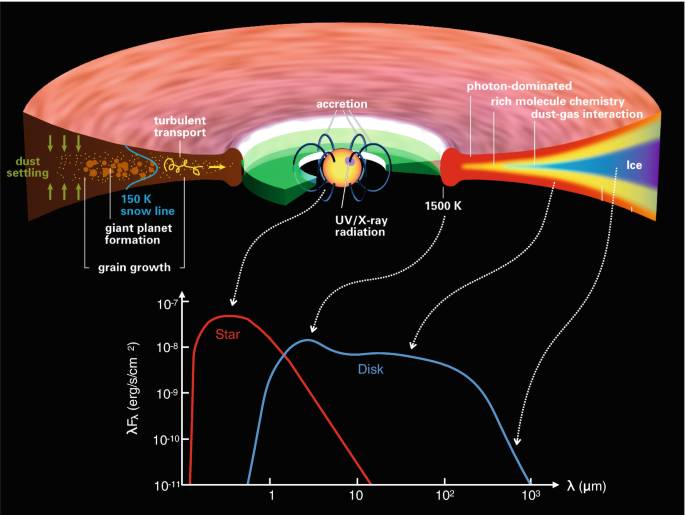 accretion
photon-dominated
rich molecule chemistry
dust-gas interaction
turbulent
transport
dust
settling
Ice
150 K
snow line
giant planet
formation
grain growth
UV/X-ray
radiation
1500 K
10-7
10-8
10-9
10-10
10-11
λFλ (erg/s/cm 2)
Star
Disk
1
10
10²
10³
λ (μm)